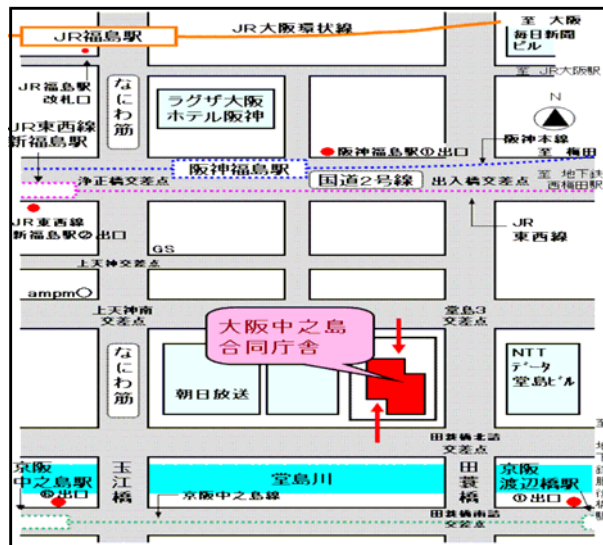 JR福島駅
JR大阪環状線
至 大阪
毎日新聞
ビル
至 JR大阪駅
JR福島駅
改札口
なにわ筋
ラグザ大阪
ホテル阪神
N
JR東西線
新福島駅
阪神福島駅①出口
阪神本線
至 梅田
阪神福島駅
浄正橋交差点
国道2号線
出入橋交差点
至 地下鉄
西梅田駅
JR東西線
新福島駅②出口
JR
東西線
GS
上天神交差点
ampm
上天神南
交差点
堂島3
交差点
大阪中之島
合同庁舎
なにわ筋
朝日放送
NTT
データ
堂島ビル
田蓑橋北詰
交差点
京阪
中之島駅
⑥出口
玉江橋
堂島川
田蓑橋
京阪
渡辺橋駅
①出口
京阪中之島線
田蓑橋南詰
交差点